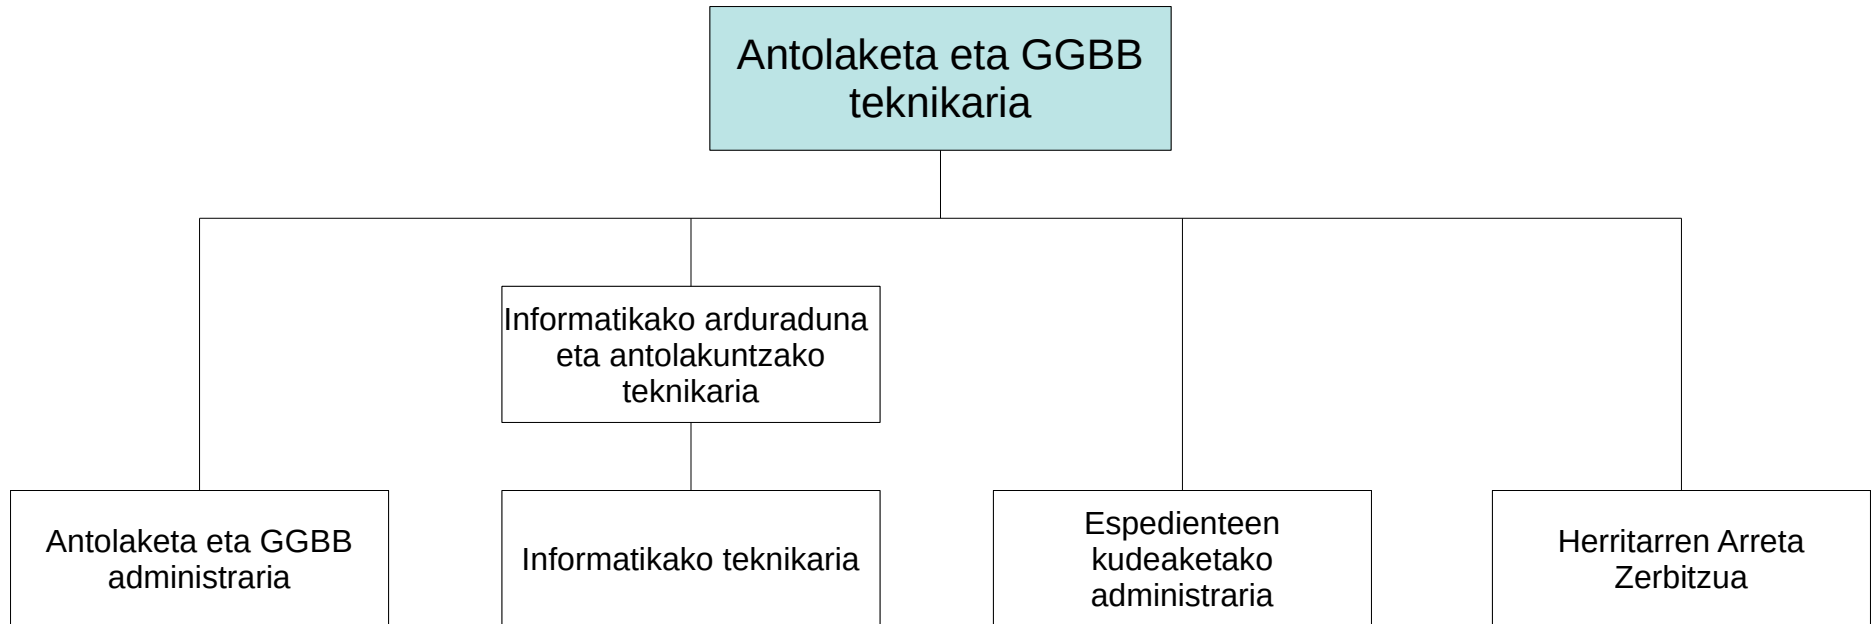 Antolaketa eta GGBB
teknikaria
Informatikako arduraduna
eta antolakuntzako
teknikaria
Antolaketa eta GGBB
administraria
Informatikako teknikaria
Espedienteen
kudeaketako
administraria
Herritarren Arreta
Zerbitzua